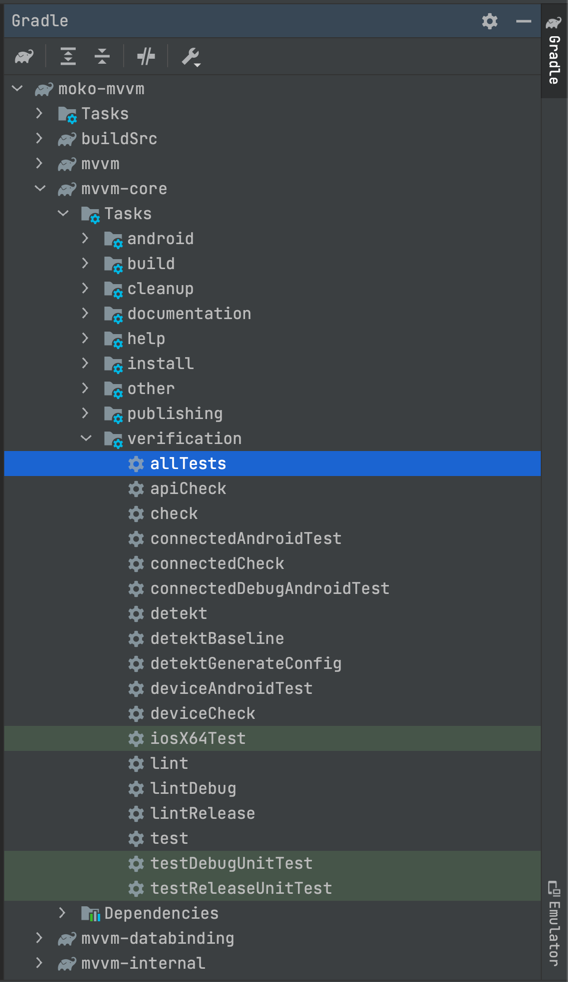 Gradle
moko-mvvm
Tasks
buildSrc
mvvm
mvvm-core
Tasks
android
build
cleanup
documentation
help
install
other
publishing
verification
allTests
apiCheck
check
connectedAndroidTest
connectedCheck
connectedDebugAndroidTest
detekt
detektBaseline
detektGenerateConfig
deviceAndroidTest
deviceCheck
iosX64Test
lint
lintDebug
lintRelease
test
testDebugUnitTest
testReleaseUnitTest
Dependencies
mvvm-databinding
mvvm-internal
Gradle
Emulator